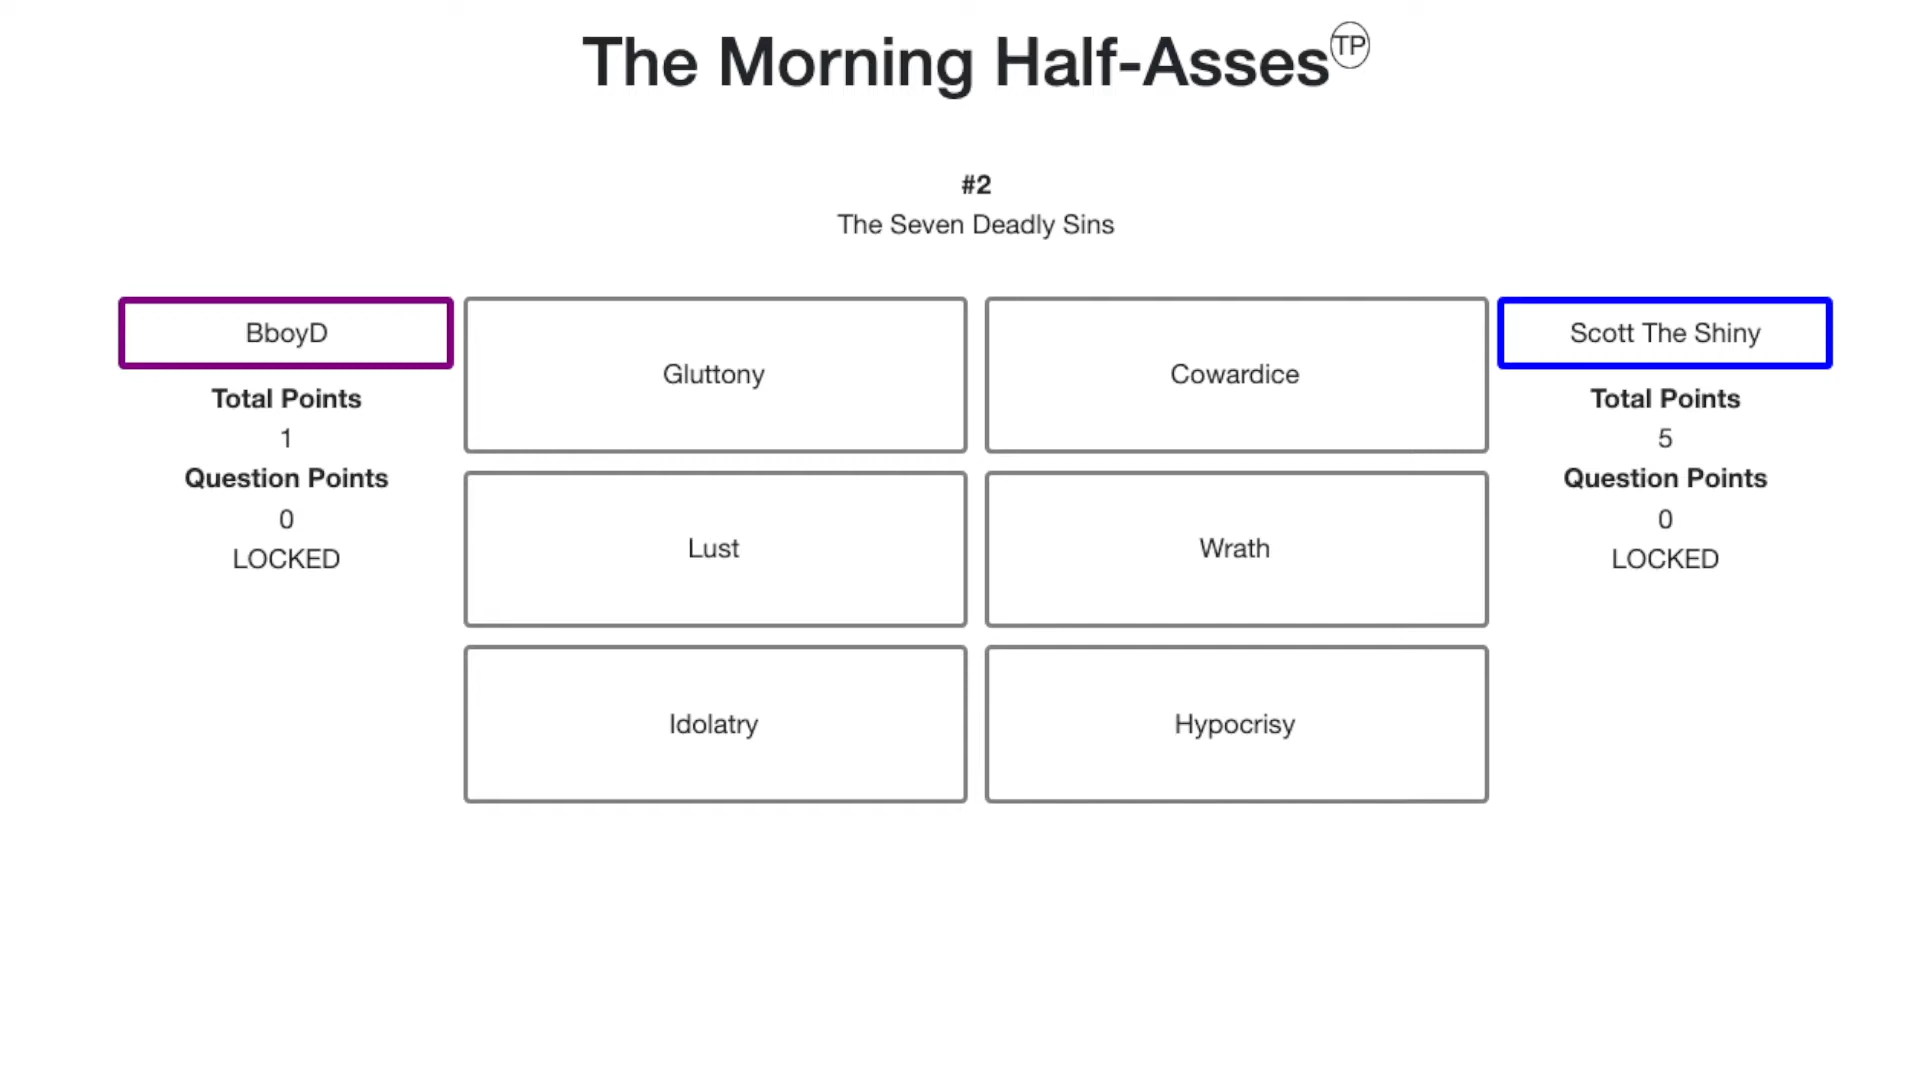 The Morning Half-Asses TP
#2
The Seven Deadly Sins
BboyD
Total Points
1
Question Points
0
LOCKED
Gluttony
Cowardice
Lust
Wrath
Idolatry
Hypocrisy
Scott The Shiny
Total Points
5
Question Points
0
LOCKED